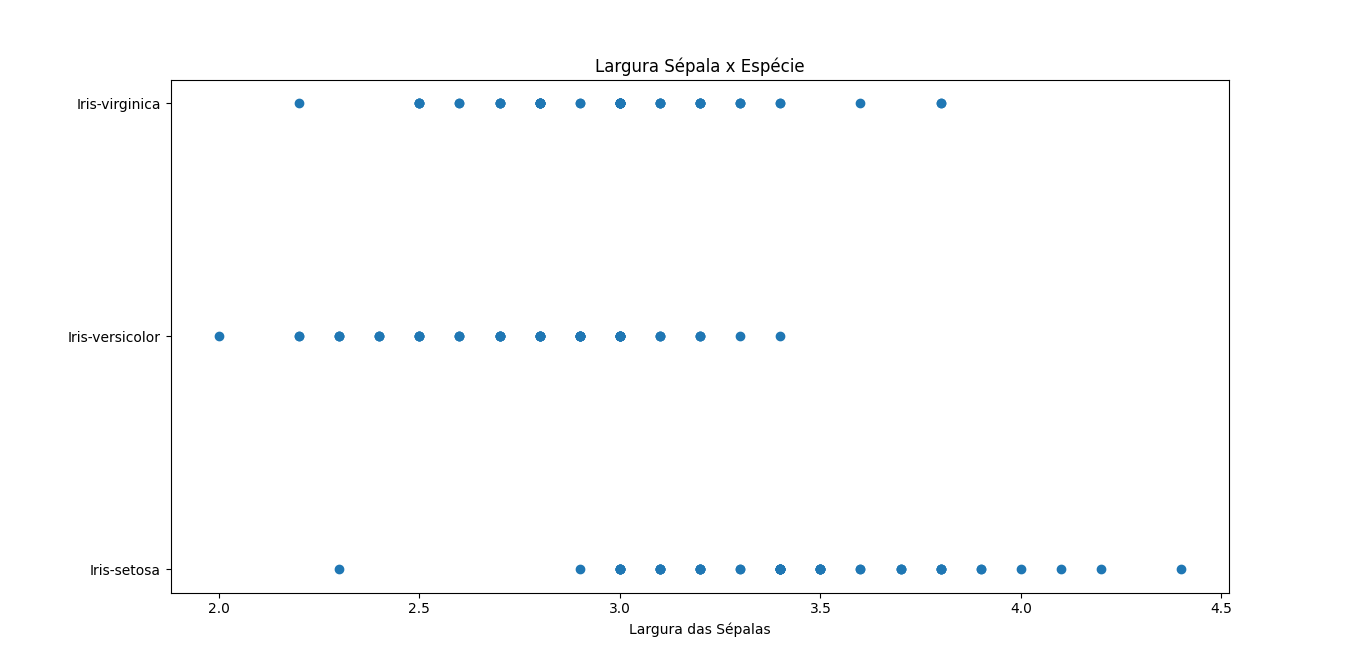 Largura Sépala x Espécie
Iris-virginica
Iris-versicolor
Iris-setosa
2.0 2.5 3.0 3.5 4.0 4.5
Largura das Sépalas